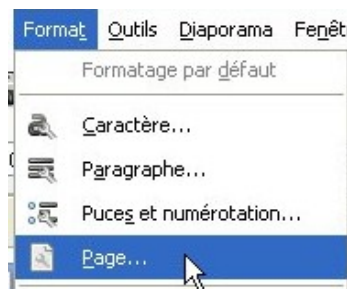 Format Outils Diaporama Fenêt
Formatage par défaut
Caractère...
Paragraphe...
Puces et numérotation...
Page...